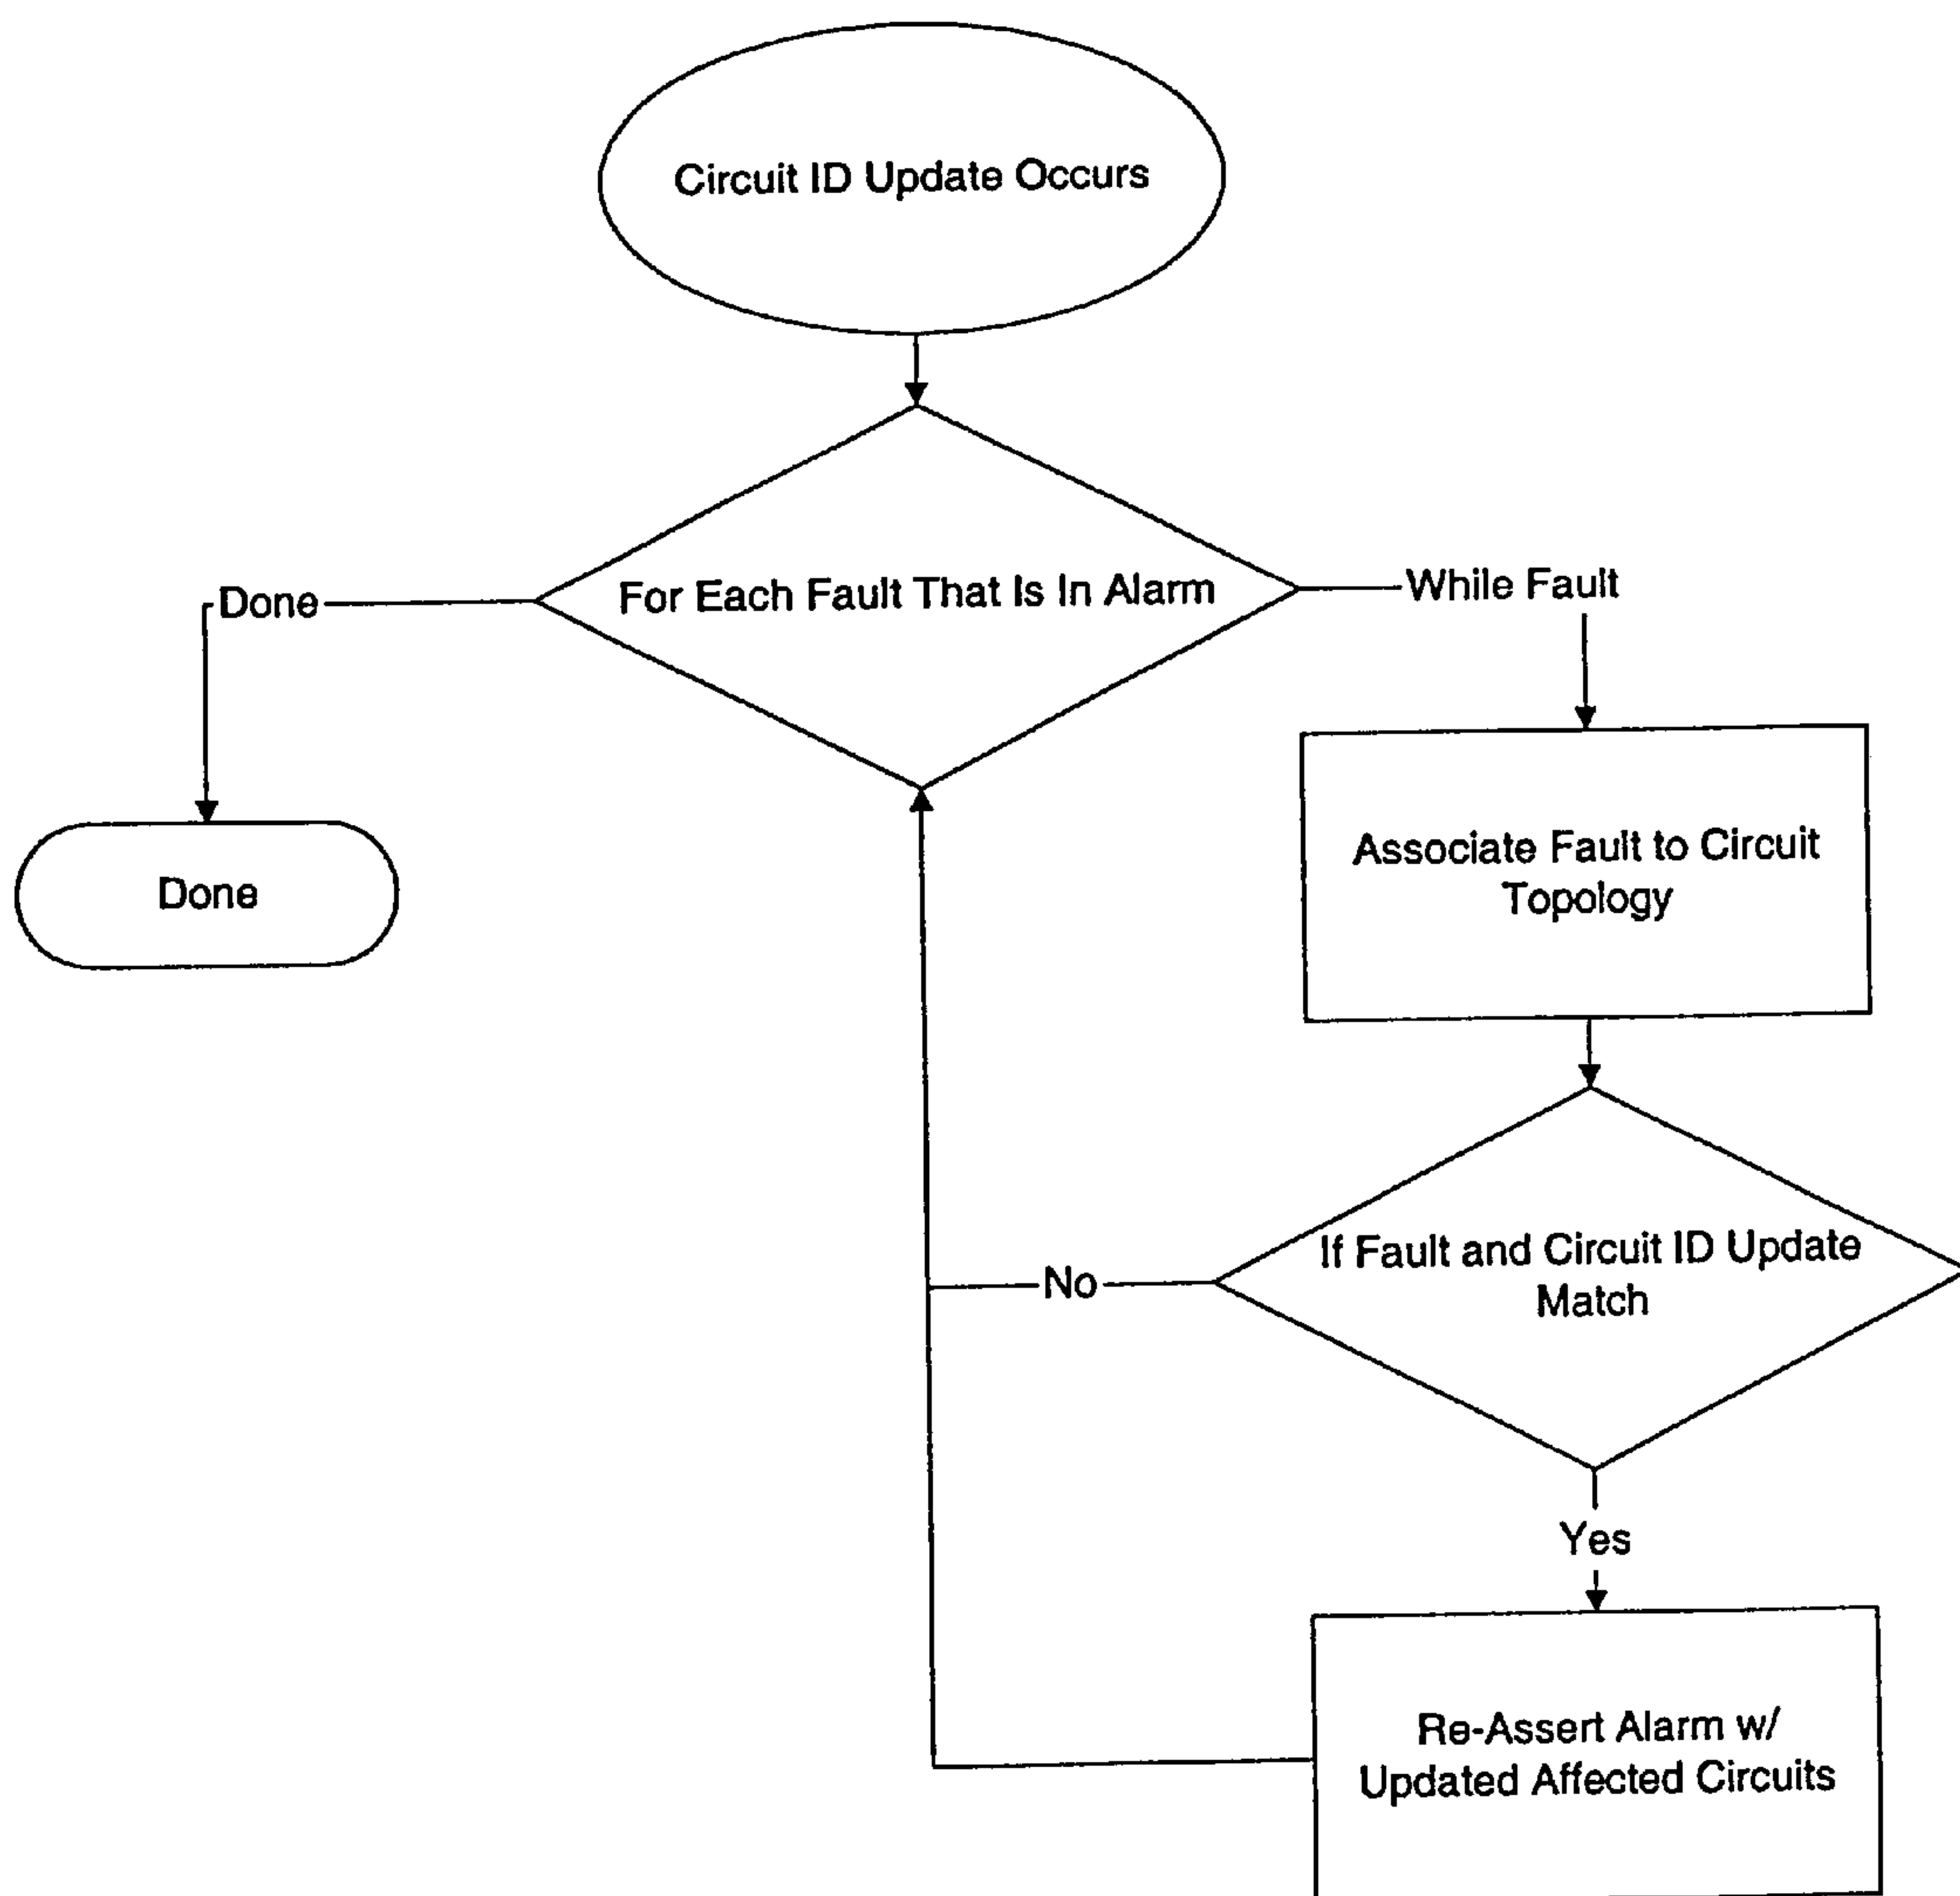 Circuit ID Update Occurs
For Each Fault That Is In Alarm
While Fault
Done
Associate Fault to Circuit
Topology
Done
If Fault and Circuit ID Update
Match
No
Yes
Re-Assert Alarm w/
Updated Affected Circuits